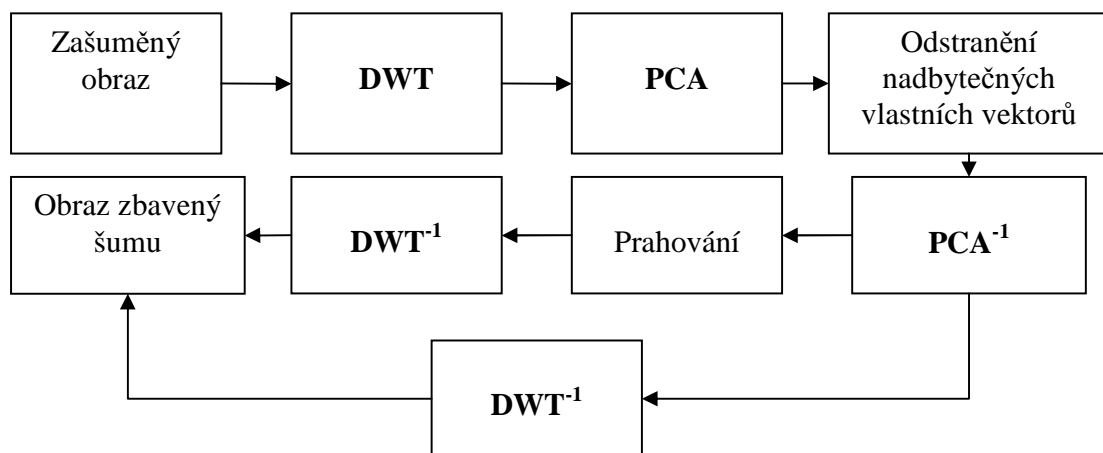 Zašuměný
obraz
DWT
PCA
Odstranění
nadbytečných
vlastních vektorů
Obraz zbavený
šumu
DWT⁻¹
Prahování
PCA⁻¹
DWT⁻¹